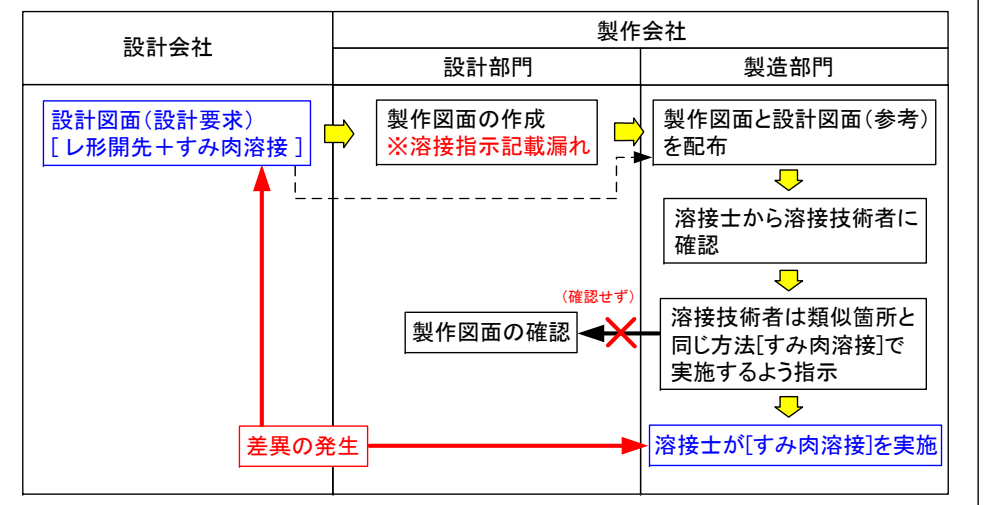 設計会社
製作会社
設計部門
製造部門
設計図面(設計要求)
[ レ形開先+すみ肉溶接 ]
製作図面の作成
※溶接指示記載漏れ
製作図面と設計図面(参考)
を配布
溶接士から溶接技術者に
確認
(確認せず)
製作図面の確認
溶接技術者は類似箇所と
同じ方法[すみ肉溶接]で
実施するよう指示
差異の発生
溶接士が[すみ肉溶接]を実施